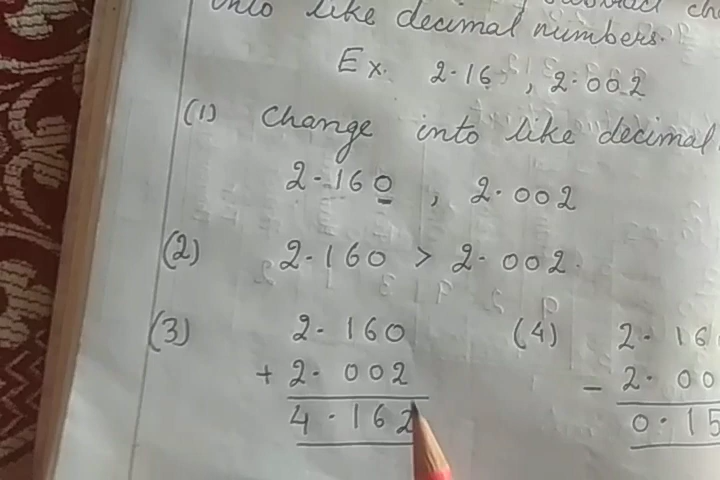 into like decimal numbers.
Ex. 2.16, 2.002
(1) Change into like decimal
2.160, 2.002
(2) 2.160 > 2.002.
(3) 2.160 (4) 2.16
+ 2.002 - 2.00
4.162 0.15